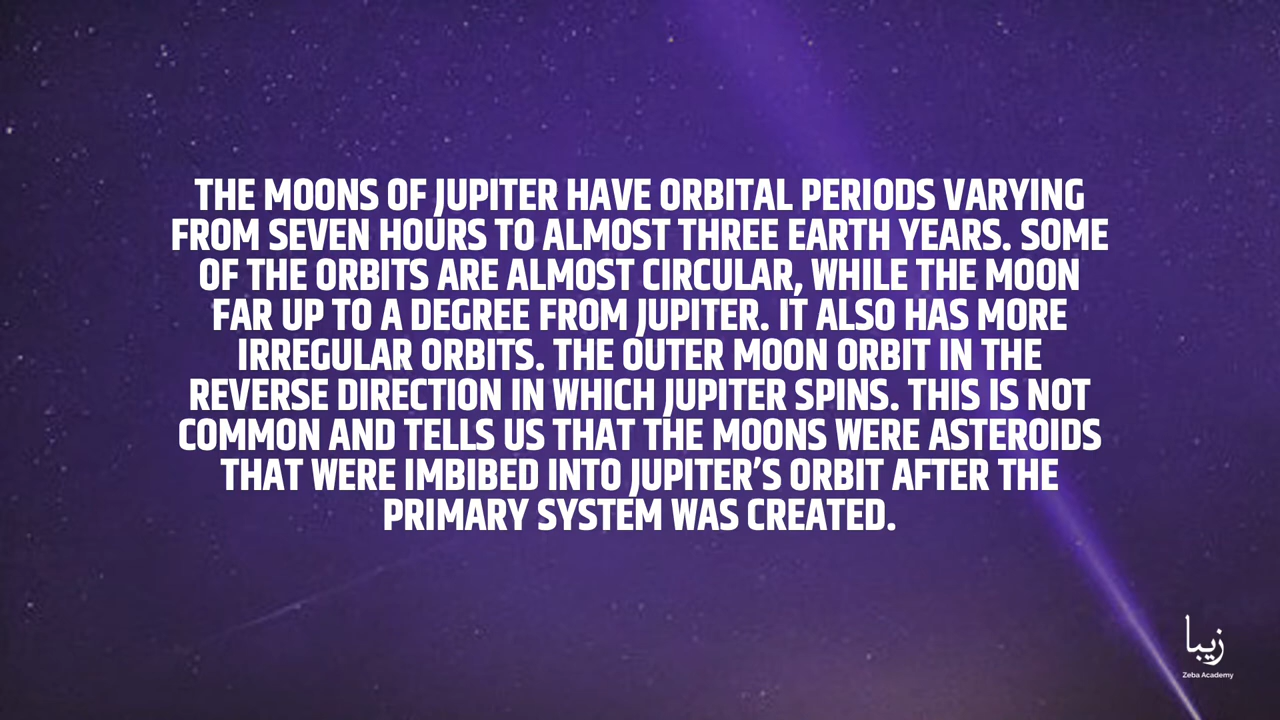 THE MOONS OF JUPITER HAVE ORBITAL PERIODS VARYING
FROM SEVEN HOURS TO ALMOST THREE EARTH YEARS. SOME
OF THE ORBITS ARE ALMOST CIRCULAR, WHILE THE MOON
FAR UP TO A DEGREE FROM JUPITER. IT ALSO HAS MORE
IRREGULAR ORBITS. THE OUTER MOON ORBIT IN THE
REVERSE DIRECTION IN WHICH JUPITER SPINS. THIS IS NOT
COMMON AND TELLS US THAT THE MOONS WERE ASTEROIDS
THAT WERE IMBIBED INTO JUPITER’S ORBIT AFTER THE
PRIMARY SYSTEM WAS CREATED.
زیبا
Zeba Academy